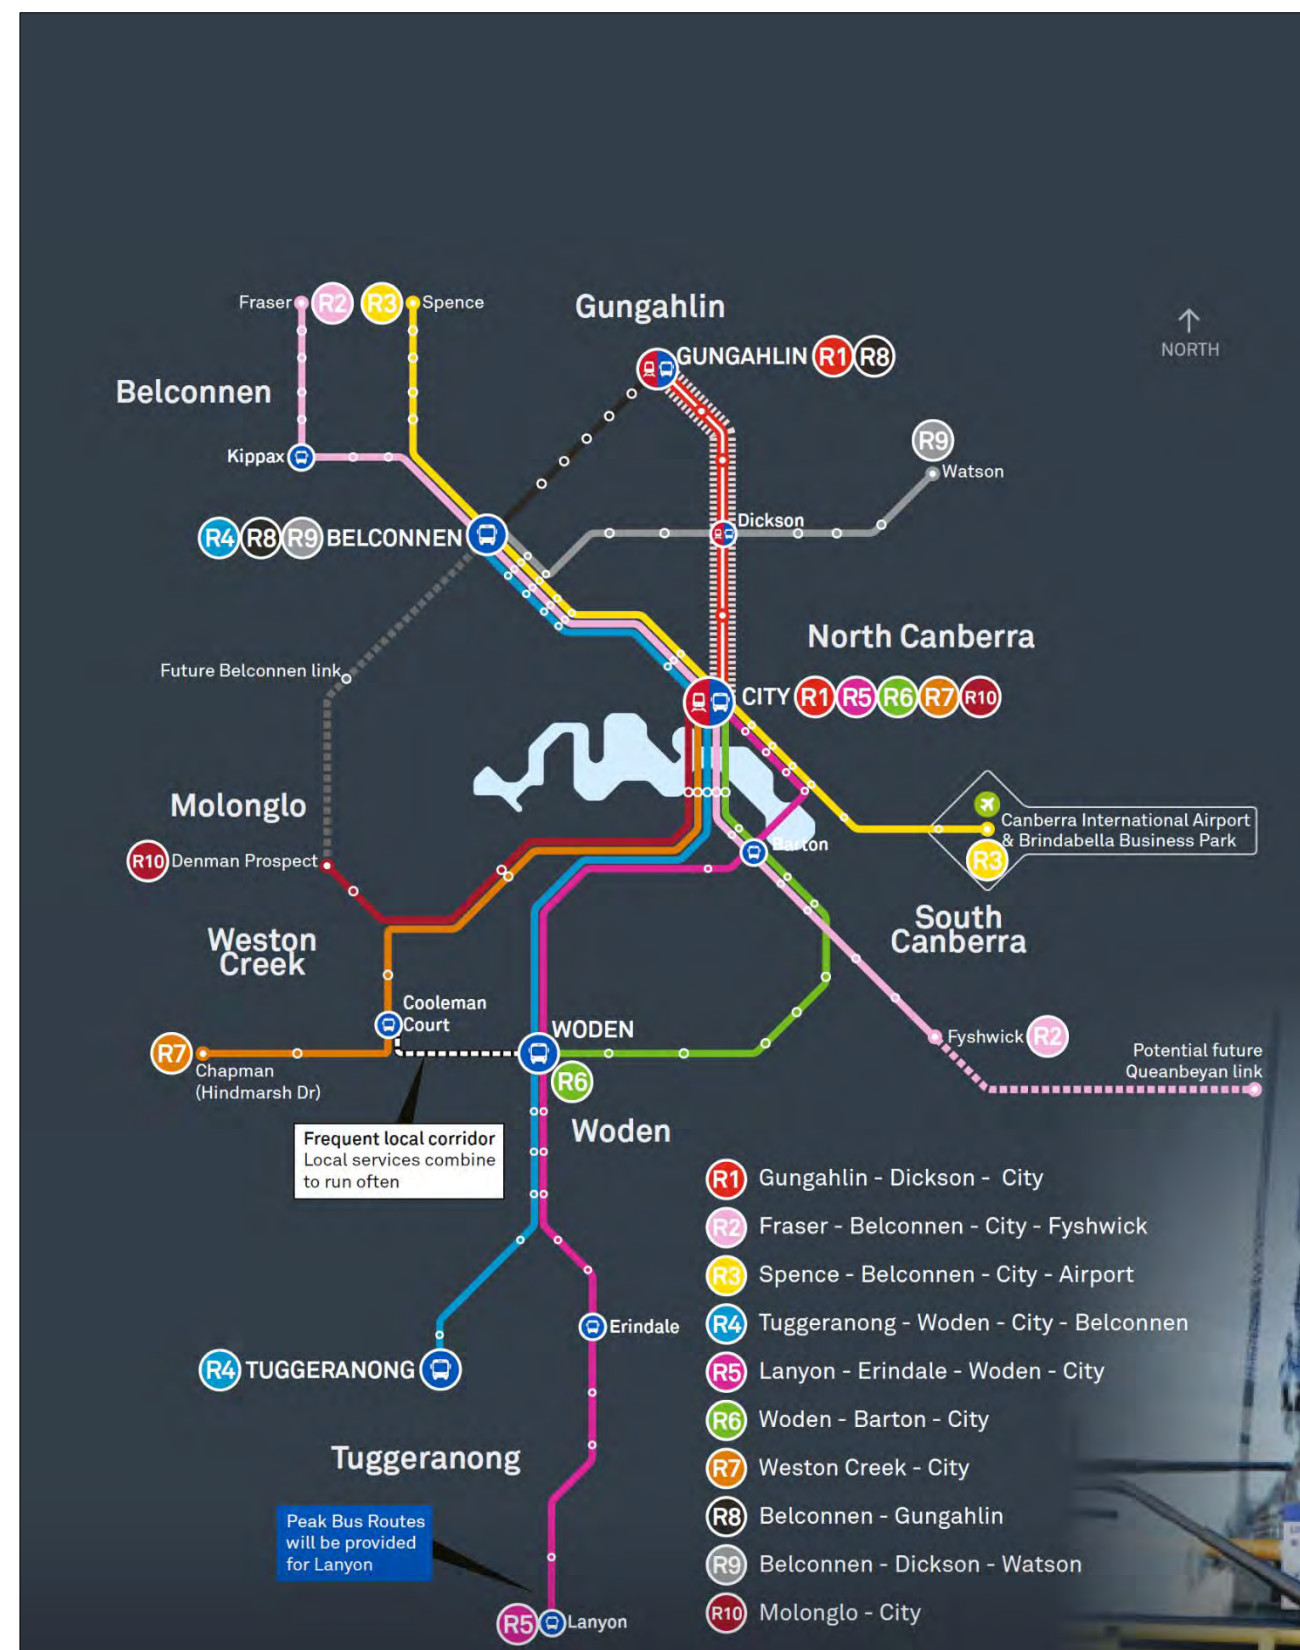 Fraser R2 R3 Spence
Gungahlin
NORTH
GUNGAHLIN R1 R8
Belconnen
R9
Watson
Kippax
Dickson
R4 R8 R9 BELCONNEN
North Canberra
Future Belconnen link
CITY R1 R5 R6 R7 R10
Molonglo
Canberra International Airport
& Brindabella Business Park
R3
Barton
R10 Denman Prospect
South
Canberra
Weston
Creek
Cooleman
Court
WODEN
R6
Fyshwick R2
Potential future
Queanbeyan link
R7
Chapman
(Hindmarsh Dr)
Frequent local corridor
Local services combine
to run often
Woden
R1 Gungahlin - Dickson - City
R2 Fraser - Belconnen - City - Fyshwick
R3 Spence - Belconnen - City - Airport
Erindale
R4 Tuggeranong - Woden - City - Belconnen
R4 TUGGERANONG
R5 Lanyon - Erindale - Woden - City
R6 Woden - Barton - City
Tuggeranong
R7 Weston Creek - City
Peak Bus Routes
will be provided
for Lanyon
R8 Belconnen - Gungahlin
R9 Belconnen - Dickson - Watson
R10 Molonglo - City
R5 Lanyon